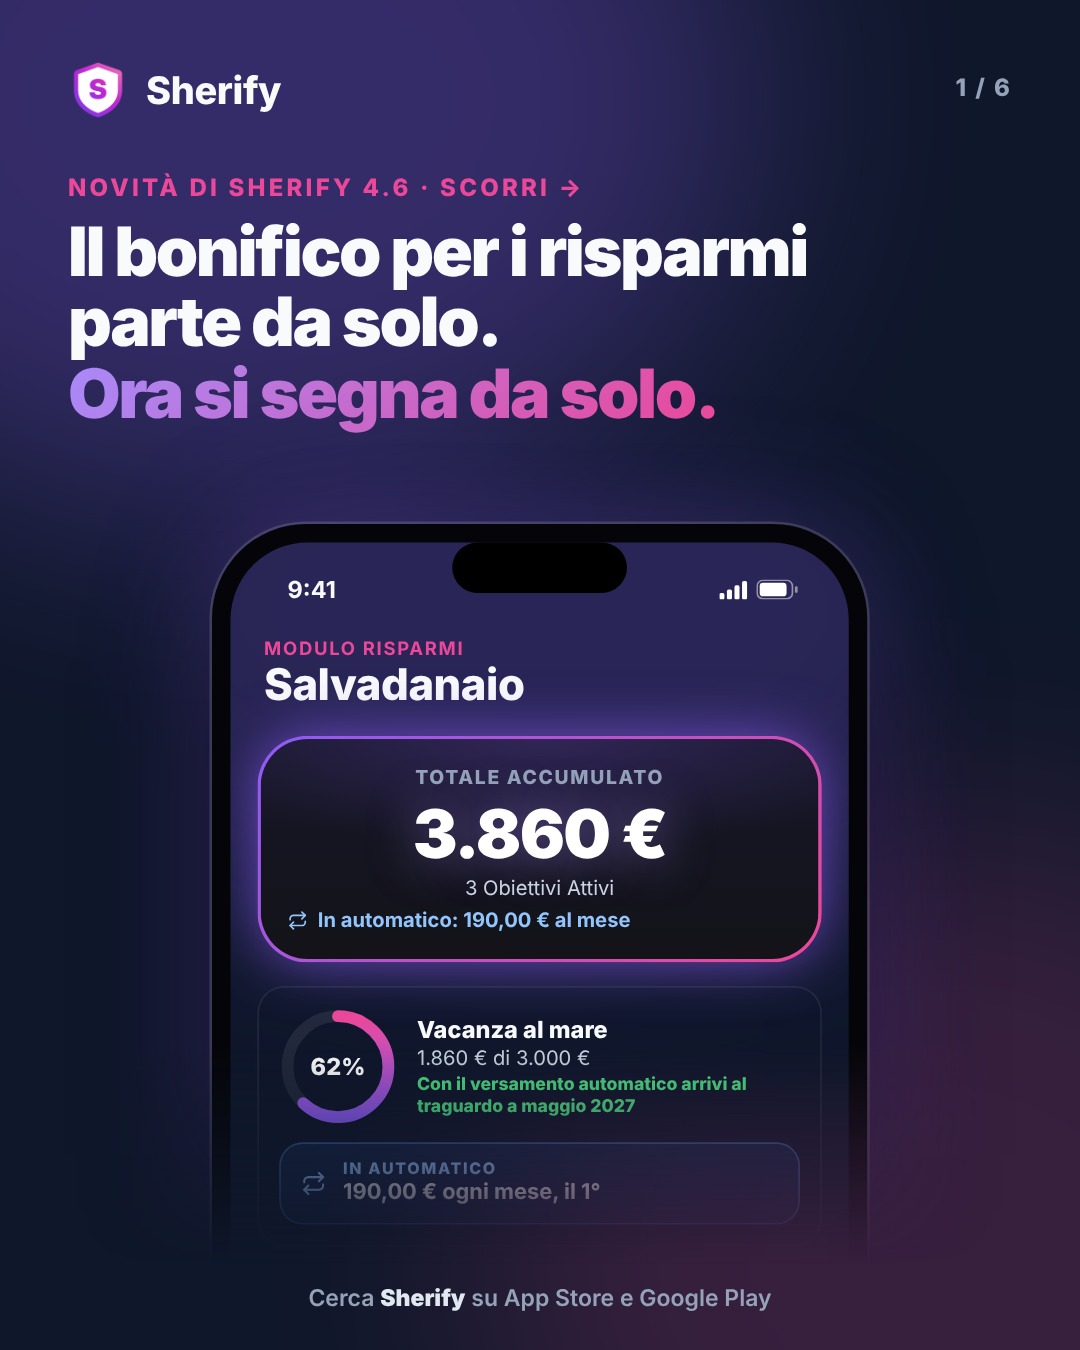 S
Sherify
1 / 6
NOVITÀ DI SHERIFY 4.6 · SCORRI →
Il bonifico per i risparmi
parte da solo.
Ora si segna da solo.
9:41
MODULO RISPARMI
Salvadanaio
TOTALE ACCUMULATO
3.860 €
3 Obiettivi Attivi
In automatico: 190,00 € al mese
62%
Vacanza al mare
1.860 € di 3.000 €
Con il versamento automatico arrivi al
traguardo a maggio 2027
IN AUTOMATICO
190,00 € ogni mese, il 1°
Cerca Sherify su App Store e Google Play